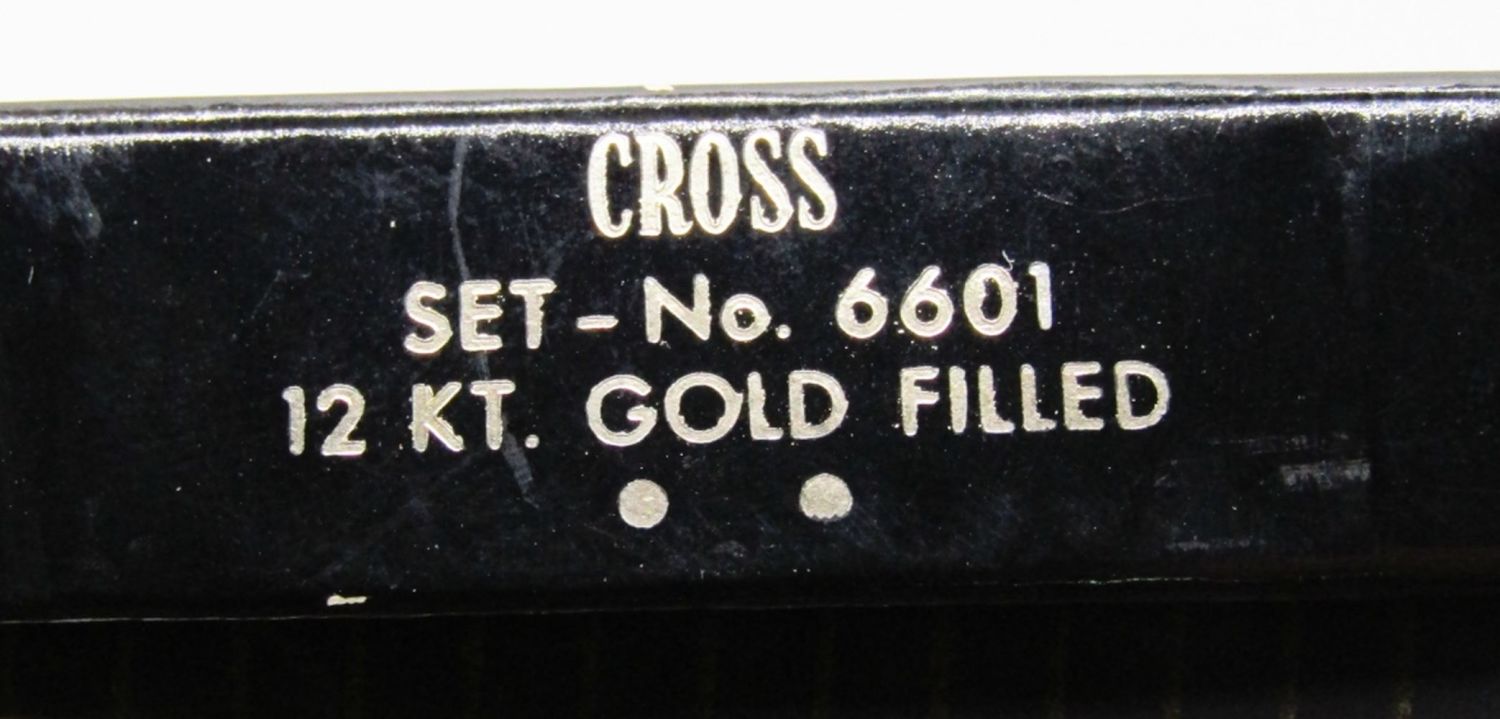 CROSS
SET - No. 6601
12 KT. GOLD FILLED